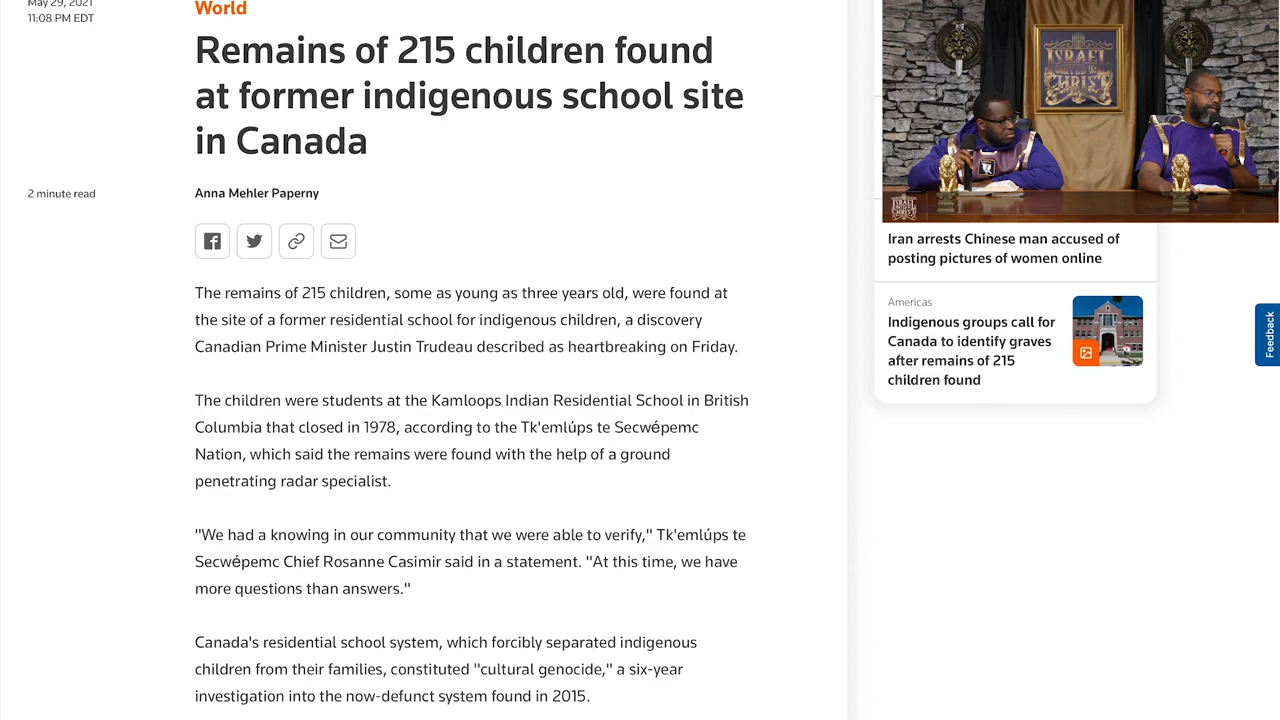 May 29, 2021
11:08 PM EDT
World
Remains of 215 children found
at former indigenous school site
in Canada
2 minute read
Anna Mehler Paperny
The remains of 215 children, some as young as three years old, were found at
the site of a former residential school for indigenous children, a discovery
Canadian Prime Minister Justin Trudeau described as heartbreaking on Friday.
The children were students at the Kamloops Indian Residential School in British
Columbia that closed in 1978, according to the Tk'emlúps te Secwépemc
Nation, which said the remains were found with the help of a ground
penetrating radar specialist.
"We had a knowing in our community that we were able to verify," Tk'emlúps te
Secwépemc Chief Rosanne Casimir said in a statement. "At this time, we have
more questions than answers."
Canada's residential school system, which forcibly separated indigenous
children from their families, constituted "cultural genocide," a six-year
investigation into the now-defunct system found in 2015.
ISRAEL
UNITED IN
CHRIST
ISRAEL
UNITED IN
CHRIST
Iran arrests Chinese man accused of
posting pictures of women online
Americas
Indigenous groups call for
Canada to identify graves
after remains of 215
children found
Feedback